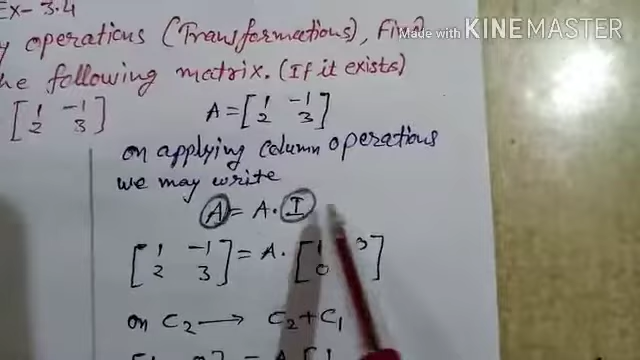 Ex-3.4
Made with KINEMASTER
y operations (Transformations), Find
he following matrix. (If it exists)
[1 -1
2 3]
A = [1 -1
2 3]
on applying column operations
we may write
A = A. I
[1 -1
2 3] = A. [1
0 ]
on C₂ → C₂ + C₁
= A [1